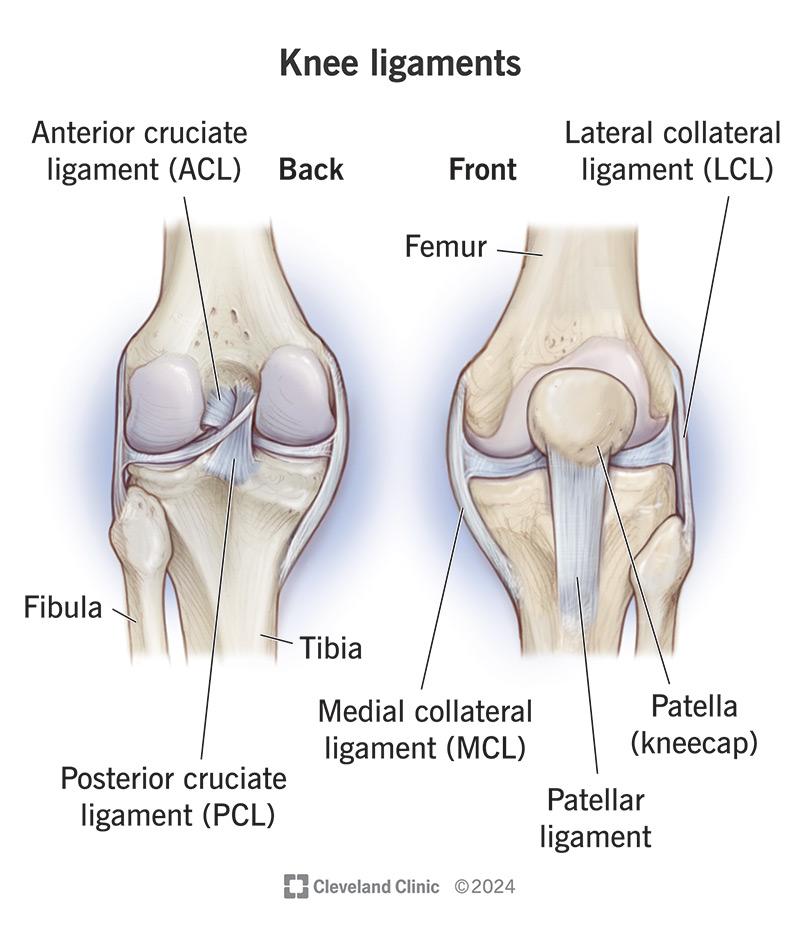 Knee ligaments
Anterior cruciate
ligament (ACL)
Back
Front
Lateral collateral
ligament (LCL)
Femur
Fibula
Tibia
Medial collateral
ligament (MCL)
Patella
(kneecap)
Posterior cruciate
ligament (PCL)
Patellar
ligament
Cleveland Clinic ©2024